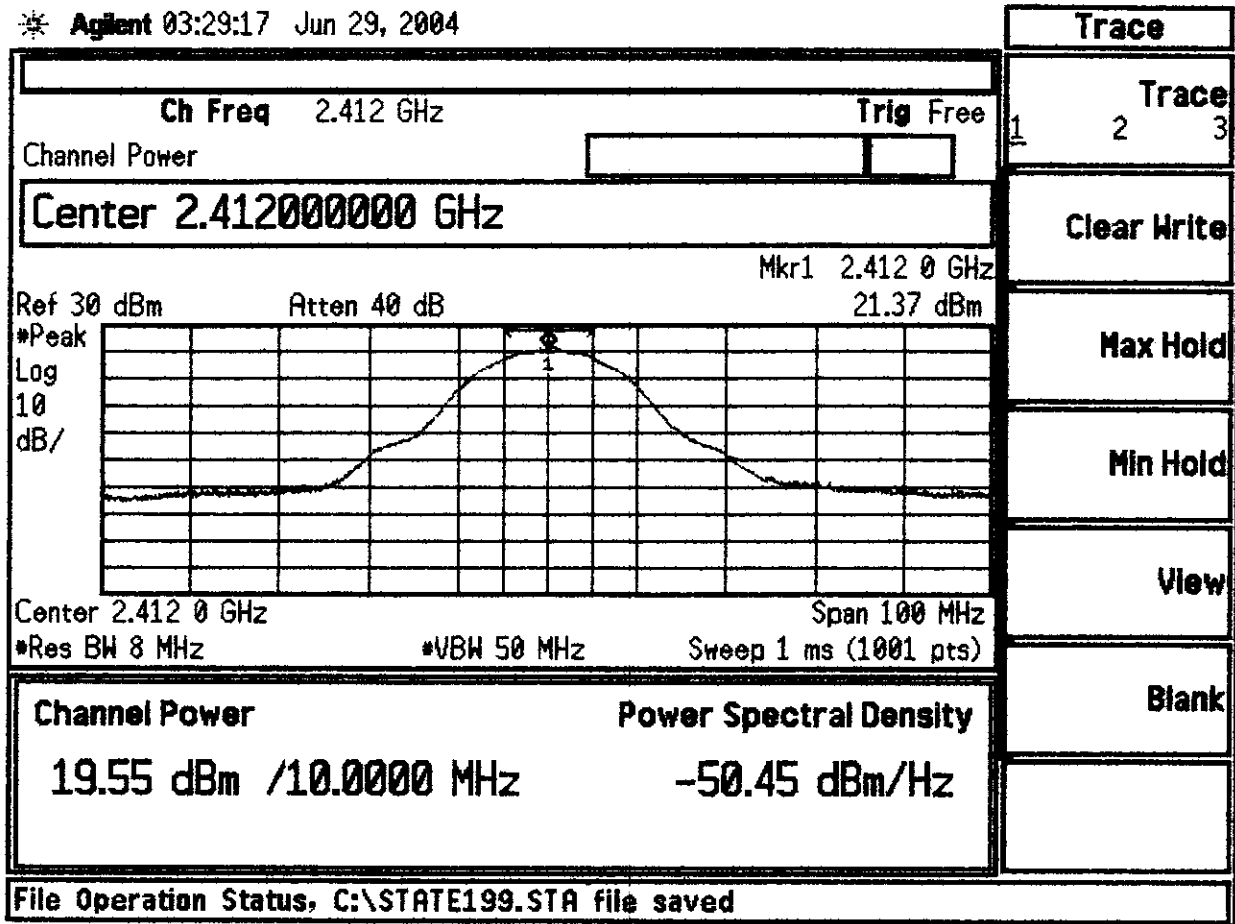 Agilent 03:29:17 Jun 29, 2004
Trace
Ch Freq 2.412 GHz Trig Free
Trace
1 2 3
Channel Power
Center 2.412000000 GHz
Clear Write
Mkr1 2.412 0 GHz
Ref 30 dBm Atten 40 dB 21.37 dBm
#Peak
Log
10
dB/
1
Max Hold
Min Hold
View
Center 2.412 0 GHz Span 100 MHz
#Res BW 8 MHz #VBW 50 MHz Sweep 1 ms (1001 pts)
Blank
Channel Power Power Spectral Density
19.55 dBm /10.0000 MHz -50.45 dBm/Hz
File Operation Status, C:\STATE199.STA file saved